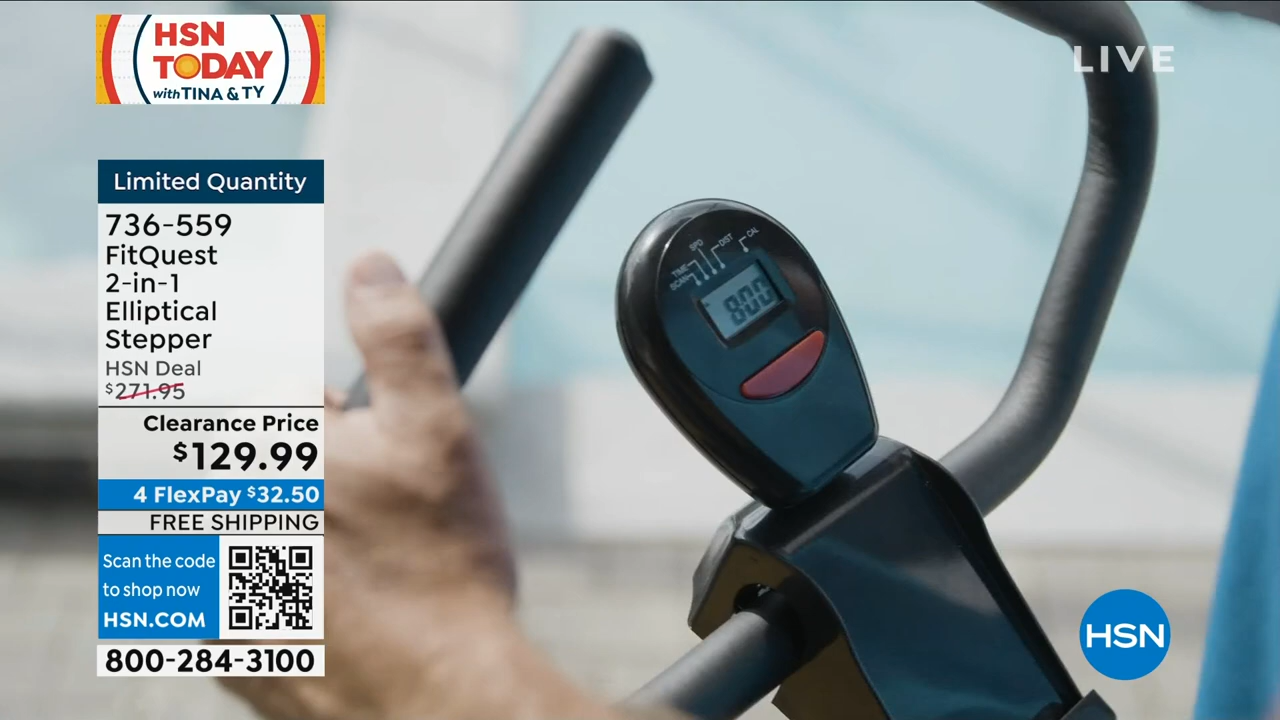 HSN
TODAY
with TINA & TY
LIVE
Limited Quantity
736-559
FitQuest
2-in-1
Elliptical
Stepper
HSN Deal
$271.95
Clearance Price
$129.99
4 FlexPay $32.50
FREE SHIPPING
Scan the code
to shop now
HSN.COM
800-284-3100
SCAN
TIME
SPD
DIST
CAL
800
HSN